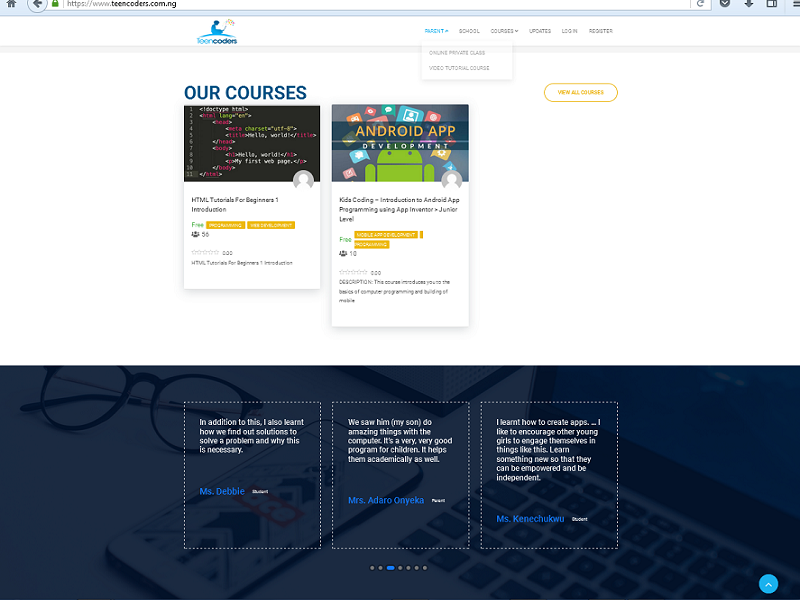 https://www.teencoders.com.ng
Teencoders
PARENT SCHOOL COURSES UPDATES LOG IN REGISTER
ONLINE PRIVATE CLASS
VIDEO TUTORIAL COURSE
OUR COURSES
VIEW ALL COURSES
1 <!doctype html>
2 <html lang="en">
3 <head>
4 <meta charset="utf-8">
5 <title>Hello, world!</title>
6 </head>
7 <body>
8 <h1>Hello, world!</h1>
9 <p>My first web page.</p>
10 </body>
11 </html>
HTML Tutorials For Beginners 1
Introduction
Free PROGRAMMING WEB DEVELOPMENT
56
0.00
HTML Tutorials For Beginners 1 Introduction
ANDROID APP
DEVELOPMENT
Kids Coding – Introduction to Android App
Programming using App Inventor > Junior
Level
Free MOBILE APP DEVELOPMENT
PROGRAMMING
10
0.00
DESCRIPTION: This course introduces you to the
basics of computer programming and building of
mobile
In addition to this, I also learnt
how we find out solutions to
solve a problem and why this
is necessary.
Ms. Debbie Student
We saw him (my son) do
amazing things with the
computer. It's a very, very good
program for children. It helps
them academically as well.
Mrs. Adaro Onyeka Parent
I learnt how to create apps. ... I
like to encourage other young
girls to engage themselves in
things like this. Learn
something new so that they
can be empowered and be
independent.
Ms. Kenechukwu Student